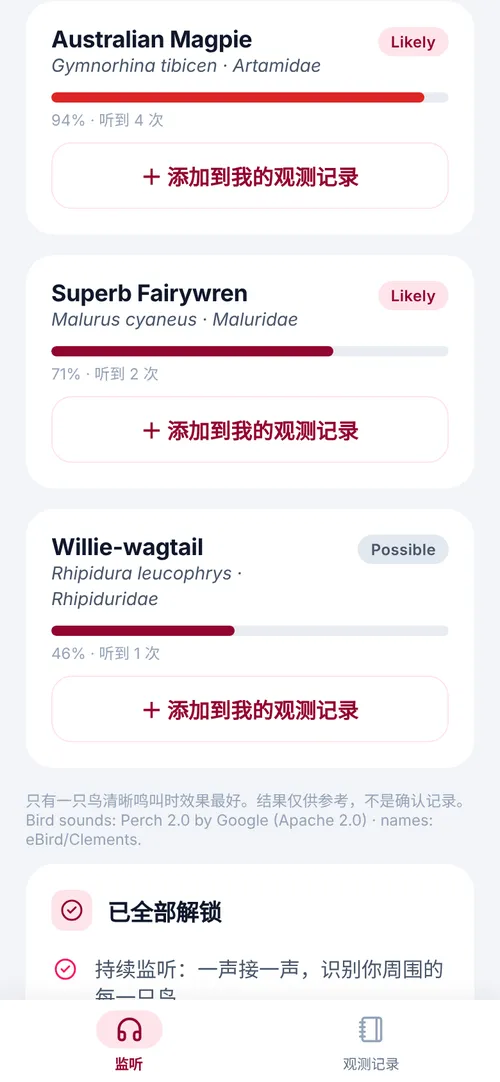 Australian Magpie
Likely
Gymnorhina tibicen · Artamidae
94% · 听到 4 次
+ 添加到我的观测记录
Superb Fairywren
Likely
Malurus cyaneus · Maluridae
71% · 听到 2 次
+ 添加到我的观测记录
Willie-wagtail
Possible
Rhipidura leucophrys ·
Rhipiduridae
46% · 听到 1 次
+ 添加到我的观测记录
只有一只鸟清晰鸣叫时效果最好。结果仅供参考，不是确认记录。
Bird sounds: Perch 2.0 by Google (Apache 2.0) · names:
eBird/Clements.
已全部解锁
持续监听：一声接一声，识别你周围的
每一只鸟
监听
观测记录